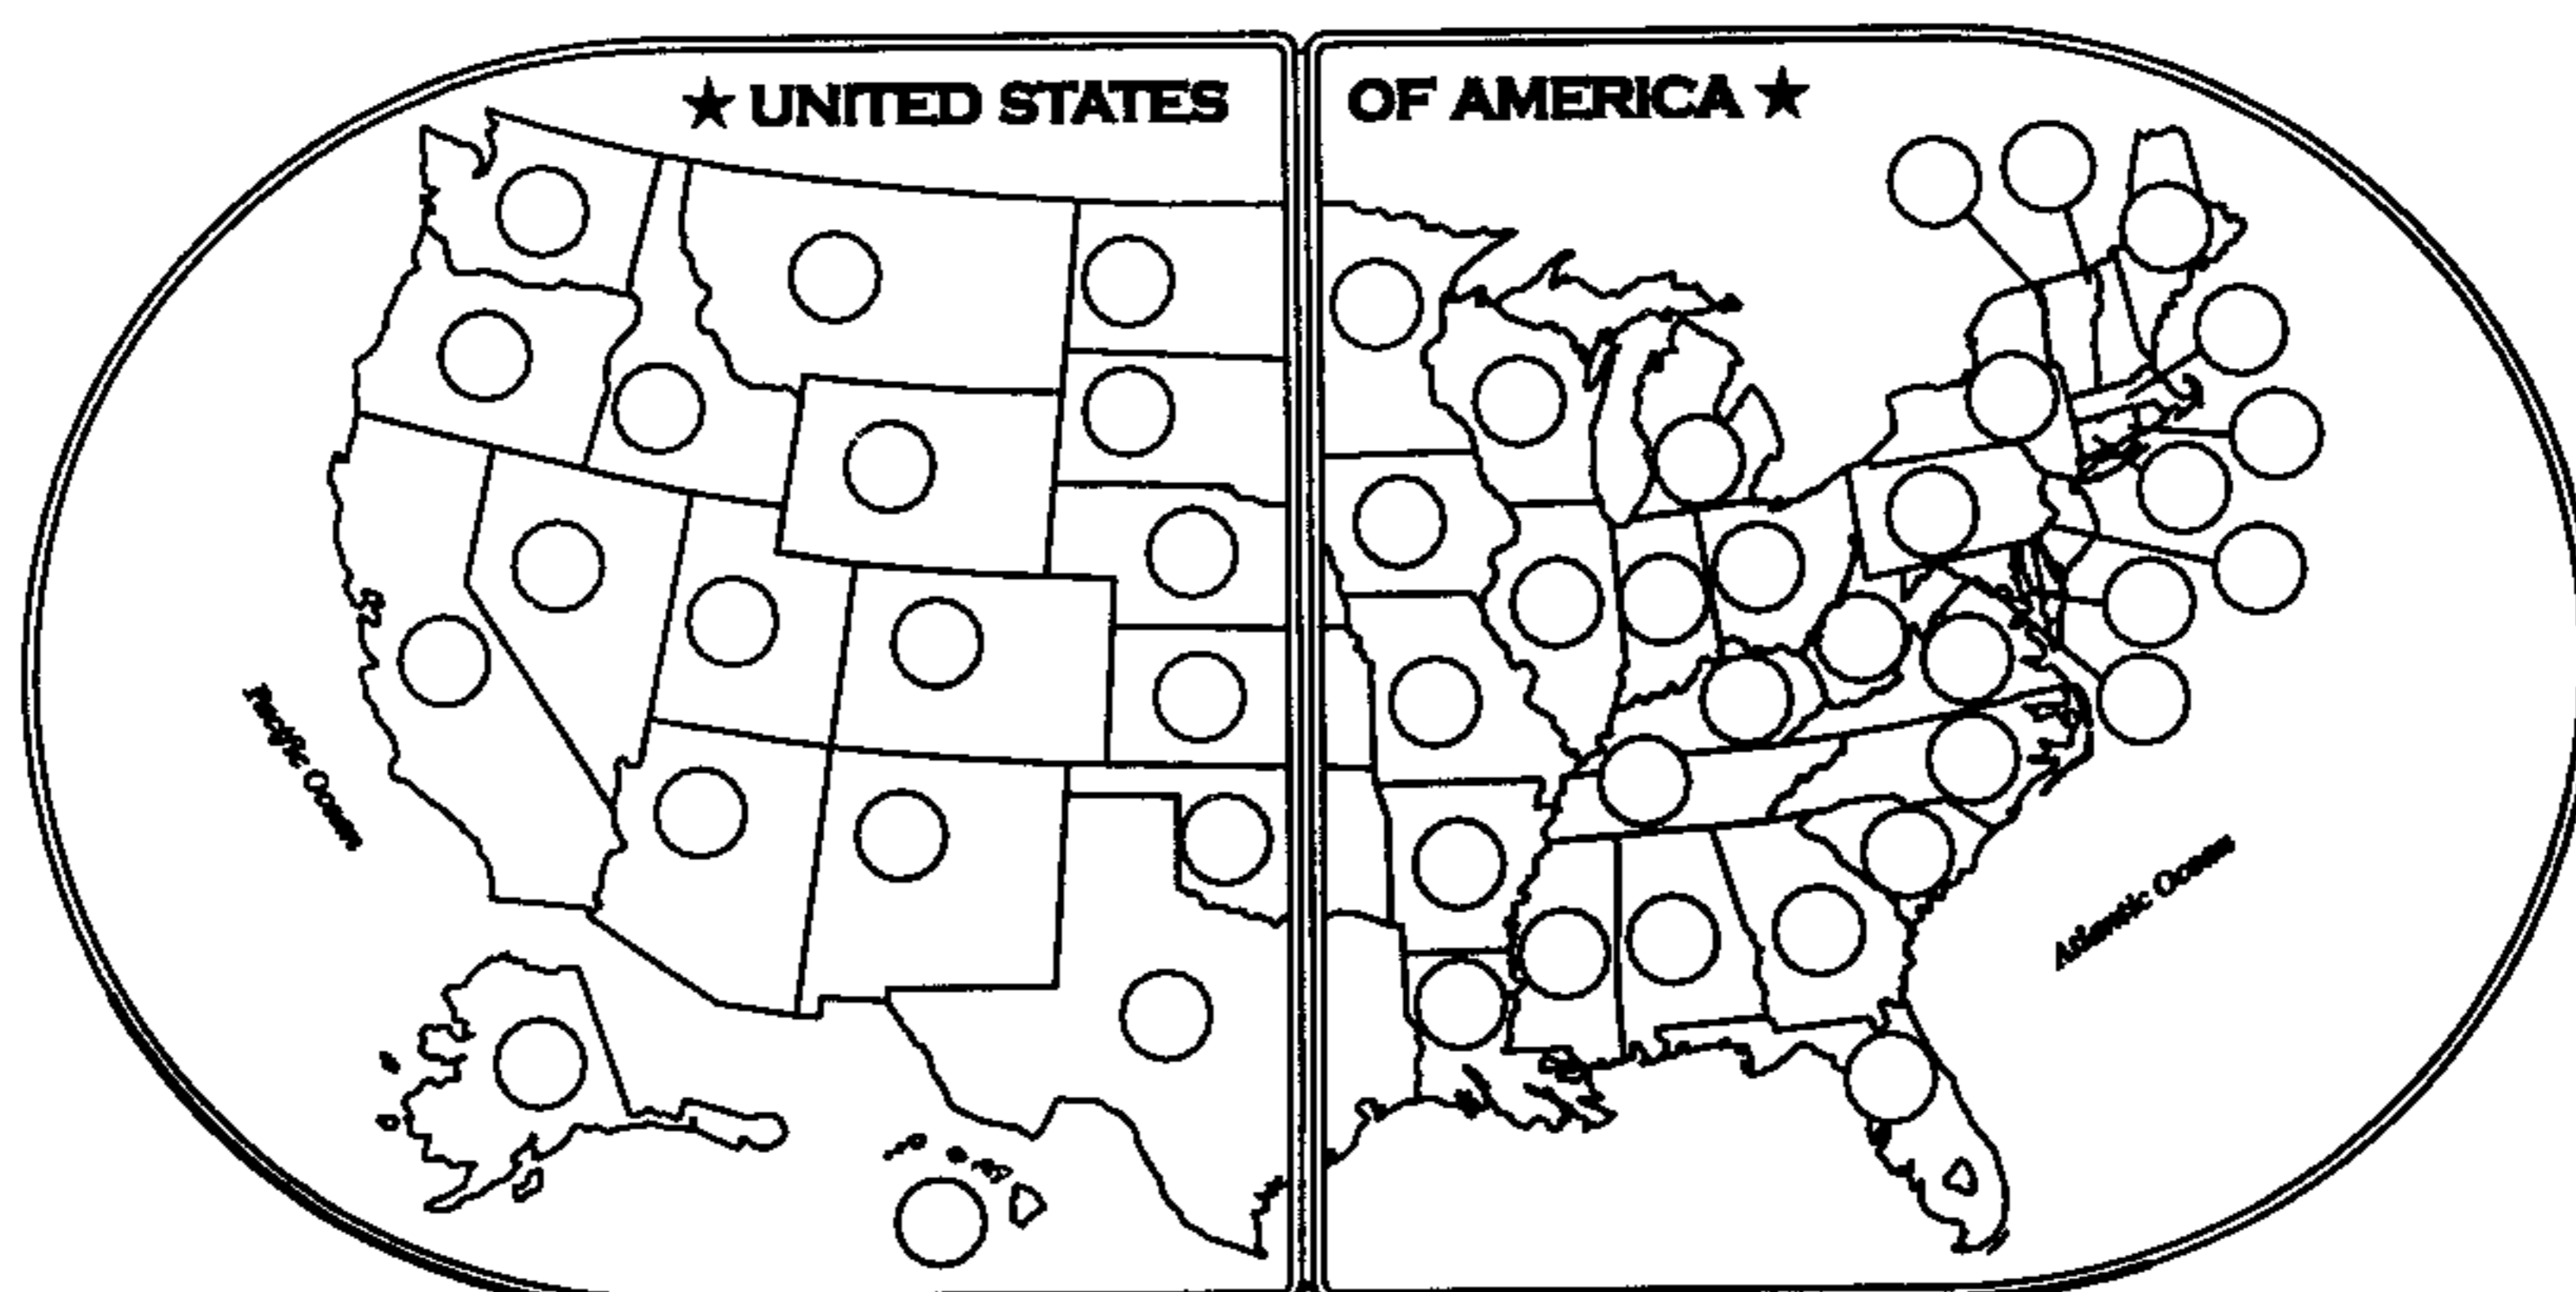 ★ UNITED STATES OF AMERICA ★
Pacific Ocean
Atlantic Ocean